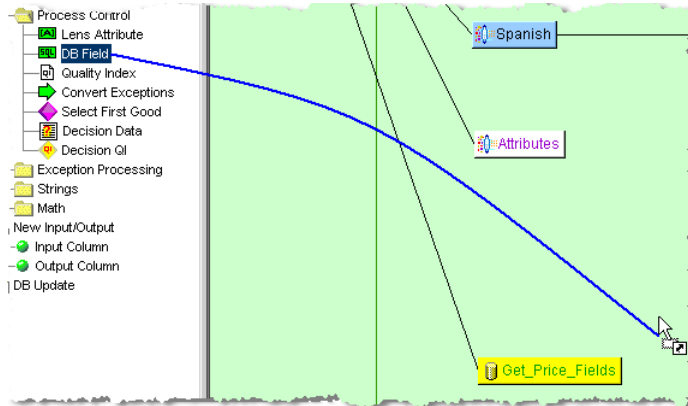 Process Control
Lens Attribute
DB Field
Quality Index
Convert Exceptions
Select First Good
Decision Data
Decision QI
Exception Processing
Strings
Math
New Input/Output
Input Column
Output Column
DB Update
Spanish
Attributes
Get_Price_Fields